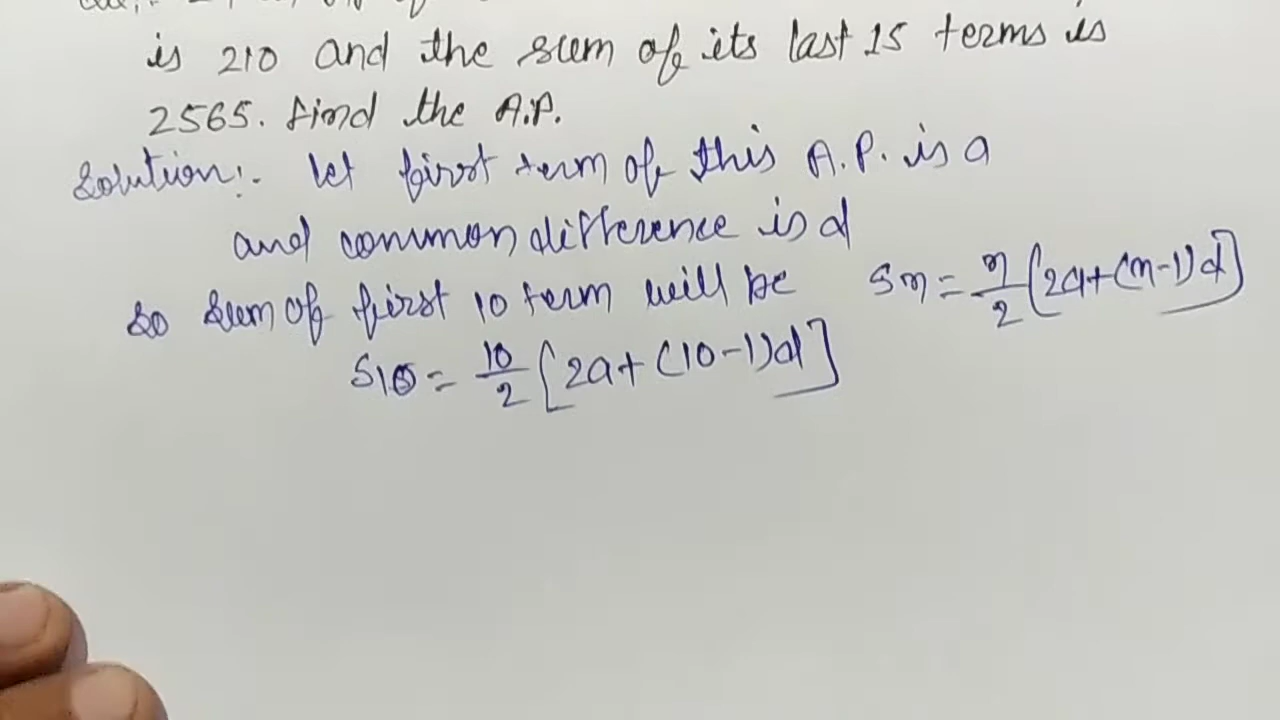 is 210 and the sum of its last 15 terms is
2565. find the A.P.
Solution:. let first term of this A.P. is a
and common difference is d
so sum of first 10 term will be Sn = n/2 [2a+(n-1)d]
S10 = 10/2 [2a+(10-1)d]